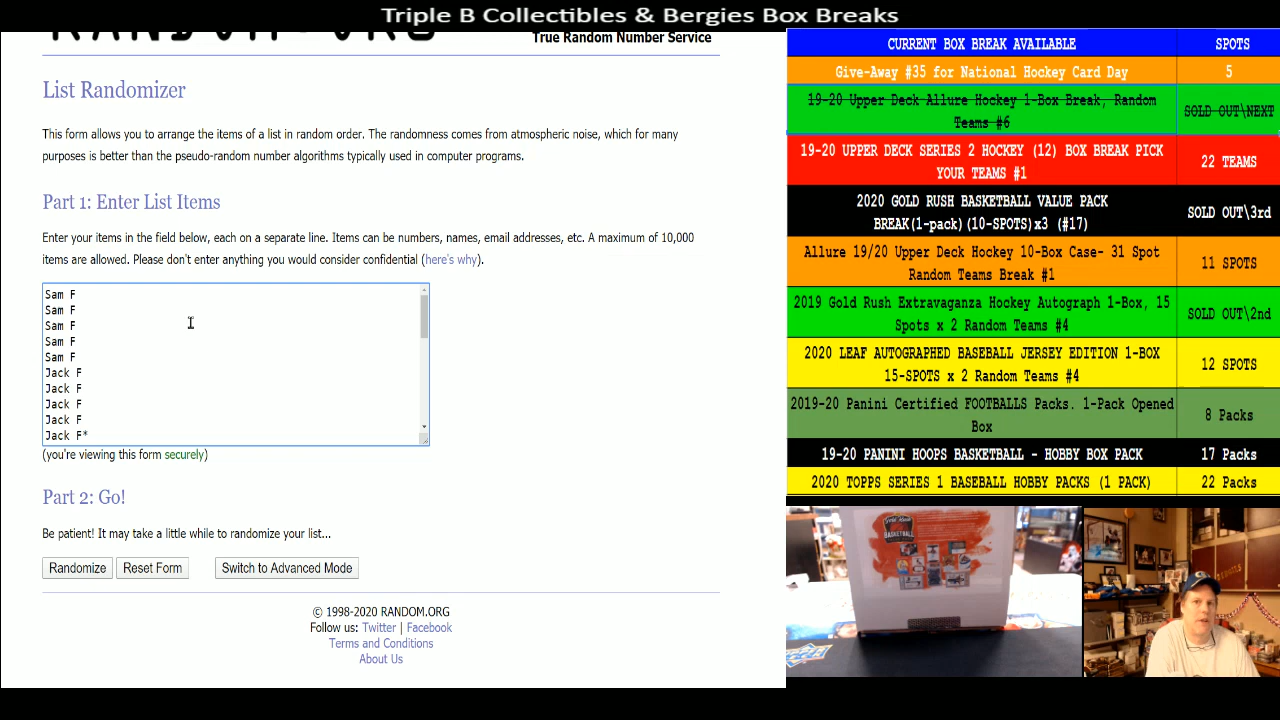 Triple B Collectibles & Bergies Box Breaks
RANDOM.ORG
True Random Number Service
List Randomizer
This form allows you to arrange the items of a list in random order. The randomness comes from atmospheric noise, which for many
purposes is better than the pseudo-random number algorithms typically used in computer programs.
Part 1: Enter List Items
Enter your items in the field below, each on a separate line. Items can be numbers, names, email addresses, etc. A maximum of 10,000
items are allowed. Please don't enter anything you would consider confidential (here's why).
Sam F
Sam F
Sam F
Sam F
Sam F
Jack F
Jack F
Jack F
Jack F
Jack F*
(you're viewing this form securely)
Part 2: Go!
Be patient! It may take a little while to randomize your list...
Randomize
Reset Form
Switch to Advanced Mode
© 1998-2020 RANDOM.ORG
Follow us: Twitter | Facebook
Terms and Conditions
About Us
CURRENT BOX BREAK AVAILABLE SPOTS
Give-Away #35 for National Hockey Card Day 5
19-20 Upper Deck Allure Hockey 1-Box Break, Random
Teams #6
SOLD OUT\NEXT
19-20 UPPER DECK SERIES 2 HOCKEY (12) BOX BREAK PICK
YOUR TEAMS #1
22 TEAMS
2020 GOLD RUSH BASKETBALL VALUE PACK
BREAK(1-pack)(10-SPOTS)x3 (#17)
SOLD OUT\3rd
Allure 19/20 Upper Deck Hockey 10-Box Case- 31 Spot
Random Teams Break #1
11 SPOTS
2019 Gold Rush Extravaganza Hockey Autograph 1-Box, 15
Spots x 2 Random Teams #4
SOLD OUT\2nd
2020 LEAF AUTOGRAPHED BASEBALL JERSEY EDITION 1-BOX
15-SPOTS x 2 Random Teams #4
12 SPOTS
2019-20 Panini Certified FOOTBALLS Packs. 1-Pack Opened
Box
8 Packs
19-20 PANINI HOOPS BASKETBALL - HOBBY BOX PACK 17 Packs
2020 TOPPS SERIES 1 BASEBALL HOBBY PACKS (1 PACK) 22 Packs
BASKETBALL